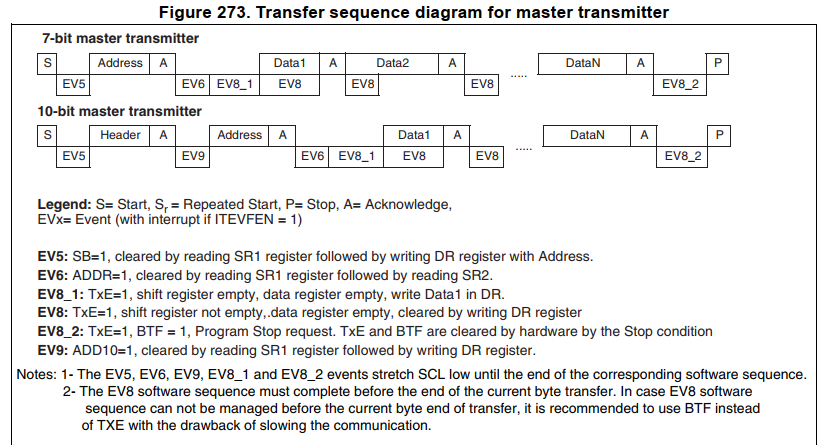 Figure 273. Transfer sequence diagram for master transmitter
7-bit master transmitter
S Address A Data1 A Data2 A ..... DataN A P
EV5 EV6 EV8_1 EV8 EV8 EV8 EV8_2
10-bit master transmitter
S Header A Address A Data1 A ..... DataN A P
EV5 EV9 EV6 EV8_1 EV8 EV8 EV8_2
Legend: S= Start, Sr = Repeated Start, P= Stop, A= Acknowledge,
EVx= Event (with interrupt if ITEVFEN = 1)
EV5: SB=1, cleared by reading SR1 register followed by writing DR register with Address.
EV6: ADDR=1, cleared by reading SR1 register followed by reading SR2.
EV8_1: TxE=1, shift register empty, data register empty, write Data1 in DR.
EV8: TxE=1, shift register not empty,.data register empty, cleared by writing DR register
EV8_2: TxE=1, BTF = 1, Program Stop request. TxE and BTF are cleared by hardware by the Stop condition
EV9: ADD10=1, cleared by reading SR1 register followed by writing DR register.
Notes: 1- The EV5, EV6, EV9, EV8_1 and EV8_2 events stretch SCL low until the end of the corresponding software sequence.
2- The EV8 software sequence must complete before the end of the current byte transfer. In case EV8 software
sequence can not be managed before the current byte end of transfer, it is recommended to use BTF instead
of TXE with the drawback of slowing the communication.